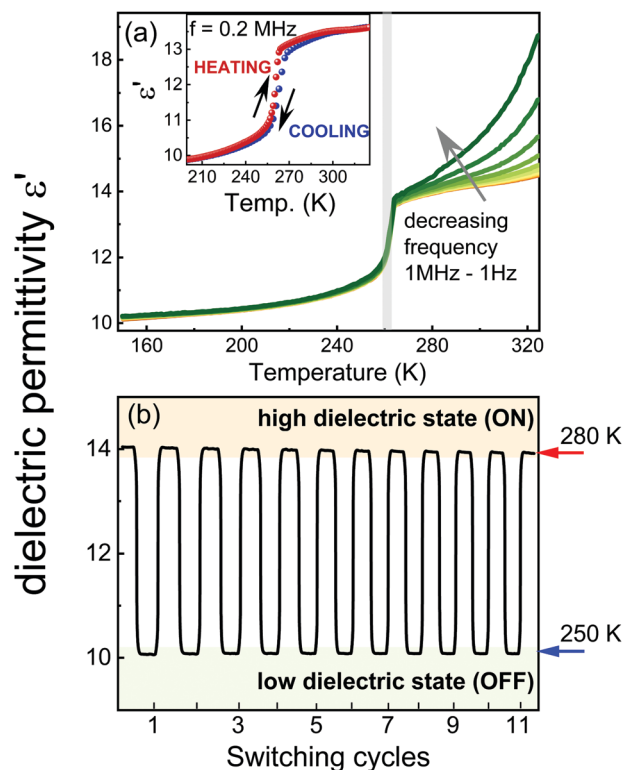 dielectric permittivity ε'
(a)
f = 0.2 MHz
HEATING
COOLING
ε'
13
12
11
10
210
240
270
300
Temp. (K)
decreasing
frequency
1MHz - 1Hz
18
16
14
12
10
160
200
240
280
320
Temperature (K)
(b)
high dielectric state (ON)
280 K
250 K
low dielectric state (OFF)
14
12
10
1
3
5
7
9
11
Switching cycles